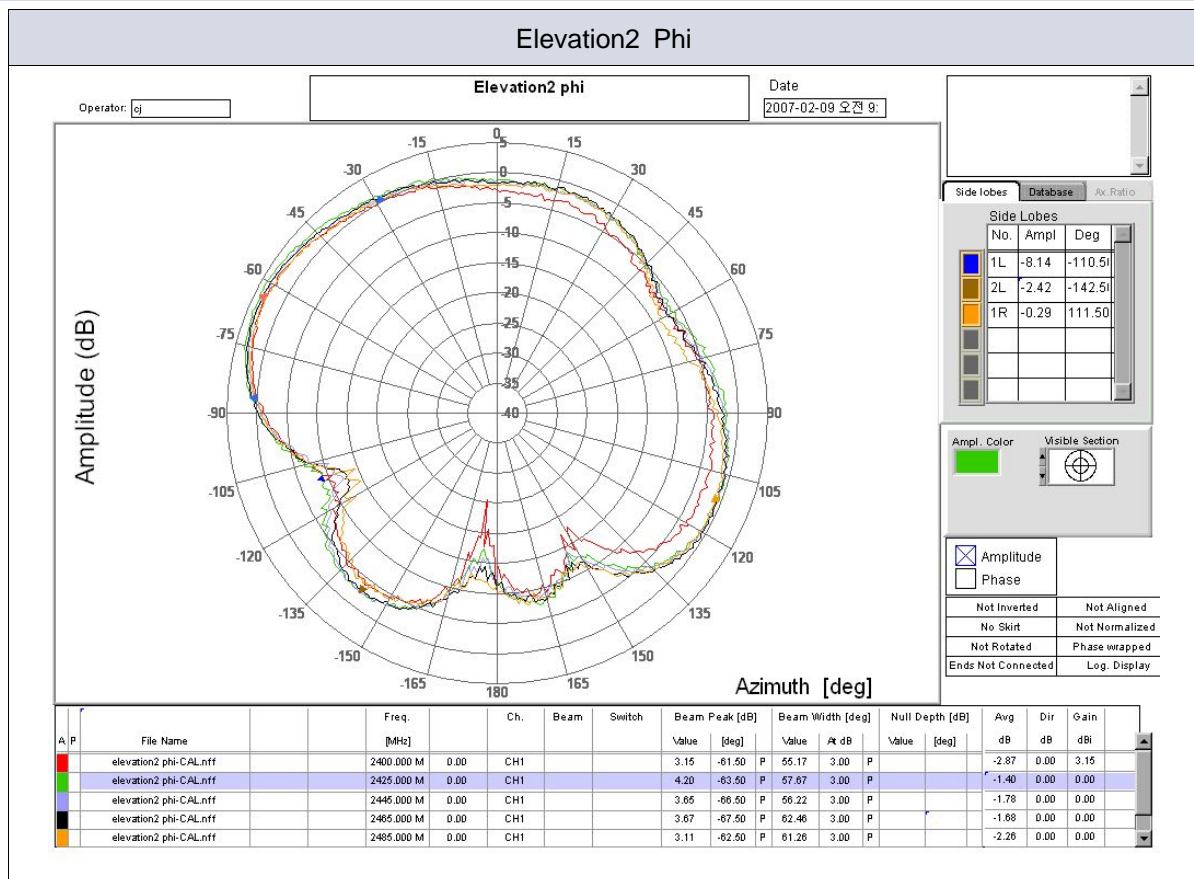 Elevation2 Phi
Operator: cj
Elevation2 phi
Date
2007-02-09 오전 9:
Side lobes Database Ax.Ratio
Side Lobes
No. Ampl Deg
1L -8.14 -110.5
2L -2.42 -142.5
1R -0.29 111.50
Ampl. Color Visible Section
Amplitude
Phase
Not Inverted Not Aligned
No Skirt Not Normalized
Not Rotated Phase wrapped
Ends Not Connected Log. Display
Amplitude (dB)
0
-15 15
-30 30
-45 45
-60 60
-75 75
-90 90
-105 105
-120 120
-135 135
-150 150
-165 165
180
5
0
-5
-10
-15
-20
-25
-30
-35
-40
Azimuth [deg]
Freq. Ch. Beam Switch Beam Peak [dB] Beam Width [deg] Null Depth [dB] Avg Dir Gain
A P File Name [MHz] Value [deg] Value At dB Value [deg] dB dB dBi
elevation2 phi-CAL.nff 2400.000 M 0.00 CH1 3.15 -61.50 P 55.17 3.00 P -2.87 0.00 3.15
elevation2 phi-CAL.nff 2425.000 M 0.00 CH1 4.20 -63.50 P 57.67 3.00 P -1.40 0.00 0.00
elevation2 phi-CAL.nff 2445.000 M 0.00 CH1 3.65 -66.50 P 56.22 3.00 P -1.78 0.00 0.00
elevation2 phi-CAL.nff 2465.000 M 0.00 CH1 3.67 -67.50 P 62.46 3.00 P -1.68 0.00 0.00
elevation2 phi-CAL.nff 2485.000 M 0.00 CH1 3.11 -62.50 P 61.26 3.00 P -2.26 0.00 0.00